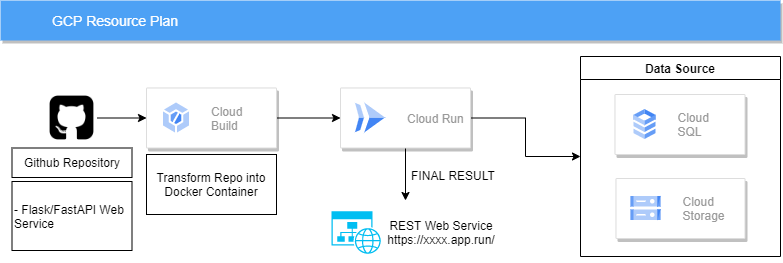 GCP Resource Plan
Data Source
Cloud
Build
Cloud Run
Cloud
SQL
Github Repository
Transform Repo into
Docker Container
FINAL RESULT
- Flask/FastAPI Web
Service
Cloud
Storage
REST Web Service
https://xxxx.app.run/